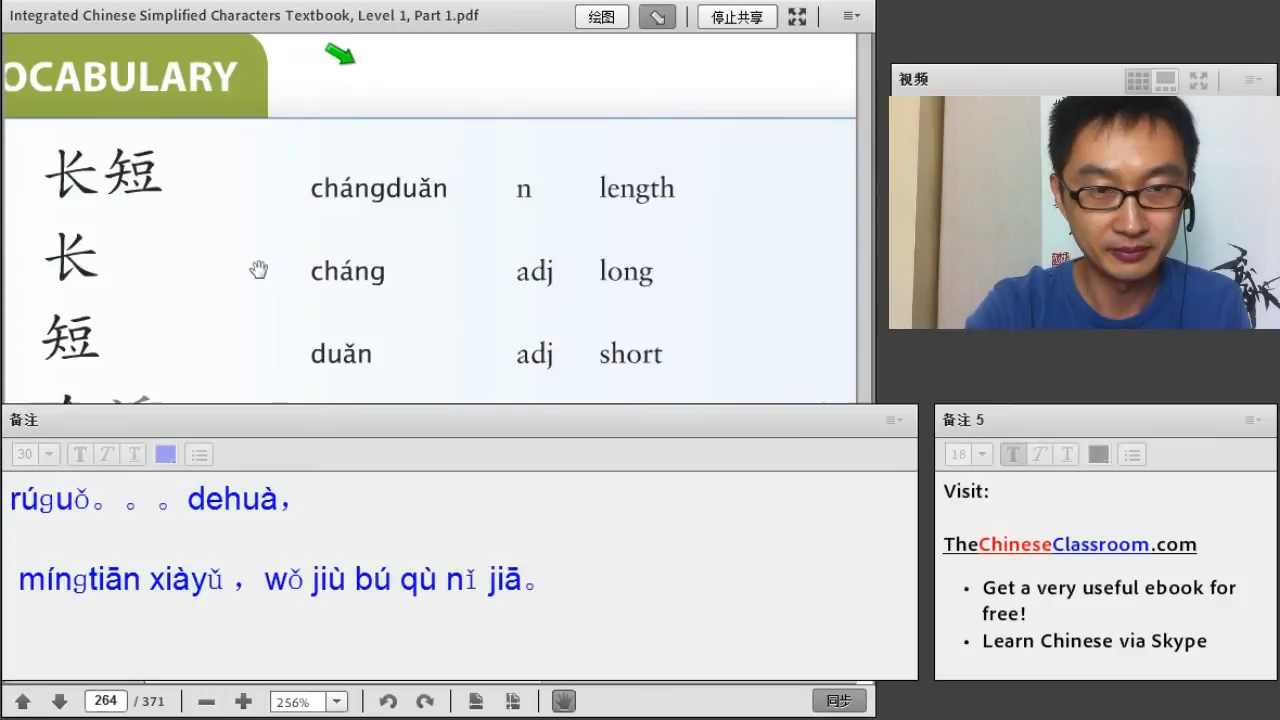 Integrated Chinese Simplified Characters Textbook, Level 1, Part 1.pdf
绘图
停止共享
OCABULARY
长短 chángduǎn n length
长 cháng adj long
短 duǎn adj short
视频
备注
30 T T T
rúguǒ。。。dehuà，
míngtiān xiàyǔ ，wǒ jiù bú qù nǐ jiā。
备注 5
18 T T T
Visit:
TheChineseClassroom.com
• Get a very useful ebook for
free!
• Learn Chinese via Skype
264 / 371 256% 同步